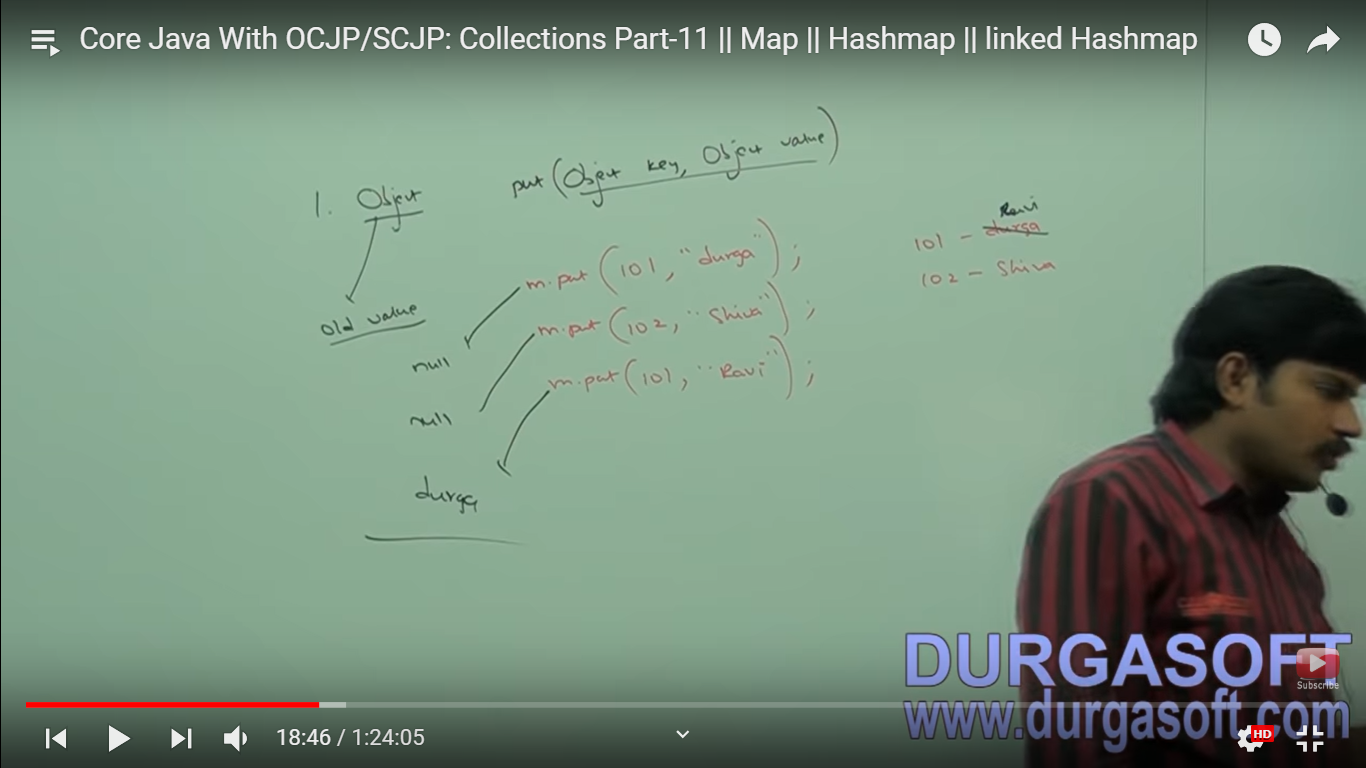 Core Java With OCJP/SCJP: Collections Part-11 || Map || Hashmap || linked Hashmap
1. Object put(Object key, Object value)
Ravi
101 - durga
102 - Shiva
m.put(101, "durga");
m.put(102, "Shiva");
m.put(101, "Ravi");
old value
null
null
durga
DURGASOFT
www.durgasoft.com
Subscribe
18:46 / 1:24:05
HD